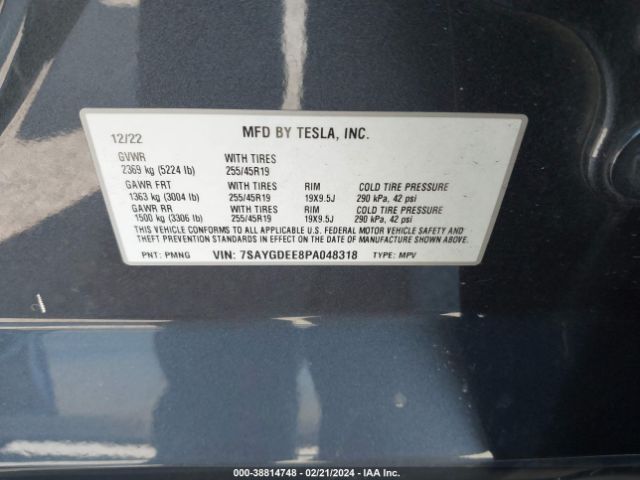 12/22 MFD BY TESLA, INC.
GVWR WITH TIRES
2369 kg (5224 lb) 255/45R19
GAWR FRT WITH TIRES RIM COLD TIRE PRESSURE
1363 kg (3004 lb) 255/45R19 19X9.5J 290 kPa, 42 psi
GAWR RR WITH TIRES RIM COLD TIRE PRESSURE
1500 kg (3306 lb) 255/45R19 19X9.5J 290 kPa, 42 psi
THIS VEHICLE CONFORMS TO ALL APPLICABLE U.S. FEDERAL MOTOR VEHICLE SAFETY AND
THEFT PREVENTION STANDARDS IN EFFECT ON THE DATE OF MANUFACTURE SHOWN ABOVE.
PNT: PMNG VIN: 7SAYGDEE8PA048318 TYPE: MPV
000-38814748 - 02/21/2024 - IAA Inc.